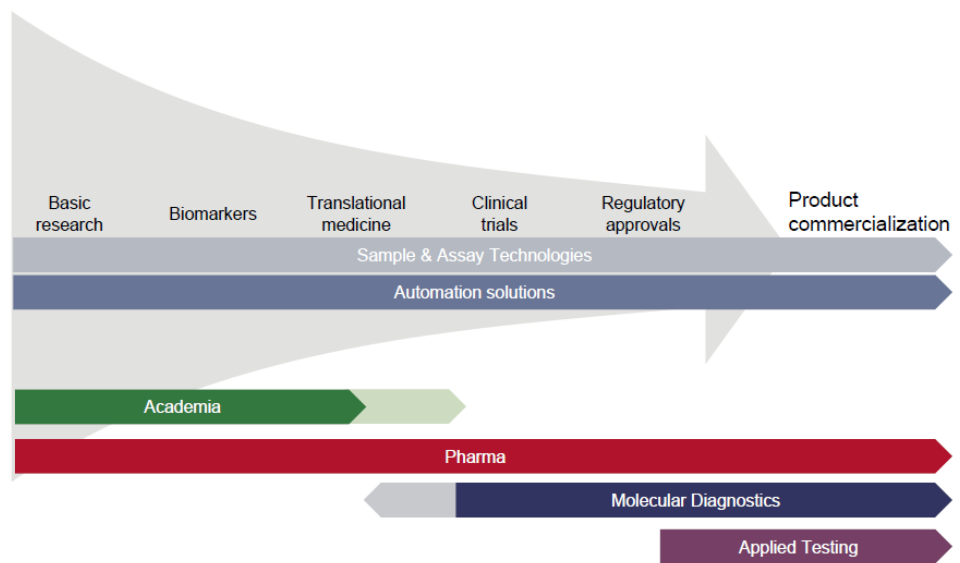 Basic
research
Biomarkers
Translational
medicine
Clinical
trials
Regulatory
approvals
Product
commercialization
Sample & Assay Technologies
Automation solutions
Academia
Pharma
Molecular Diagnostics
Applied Testing